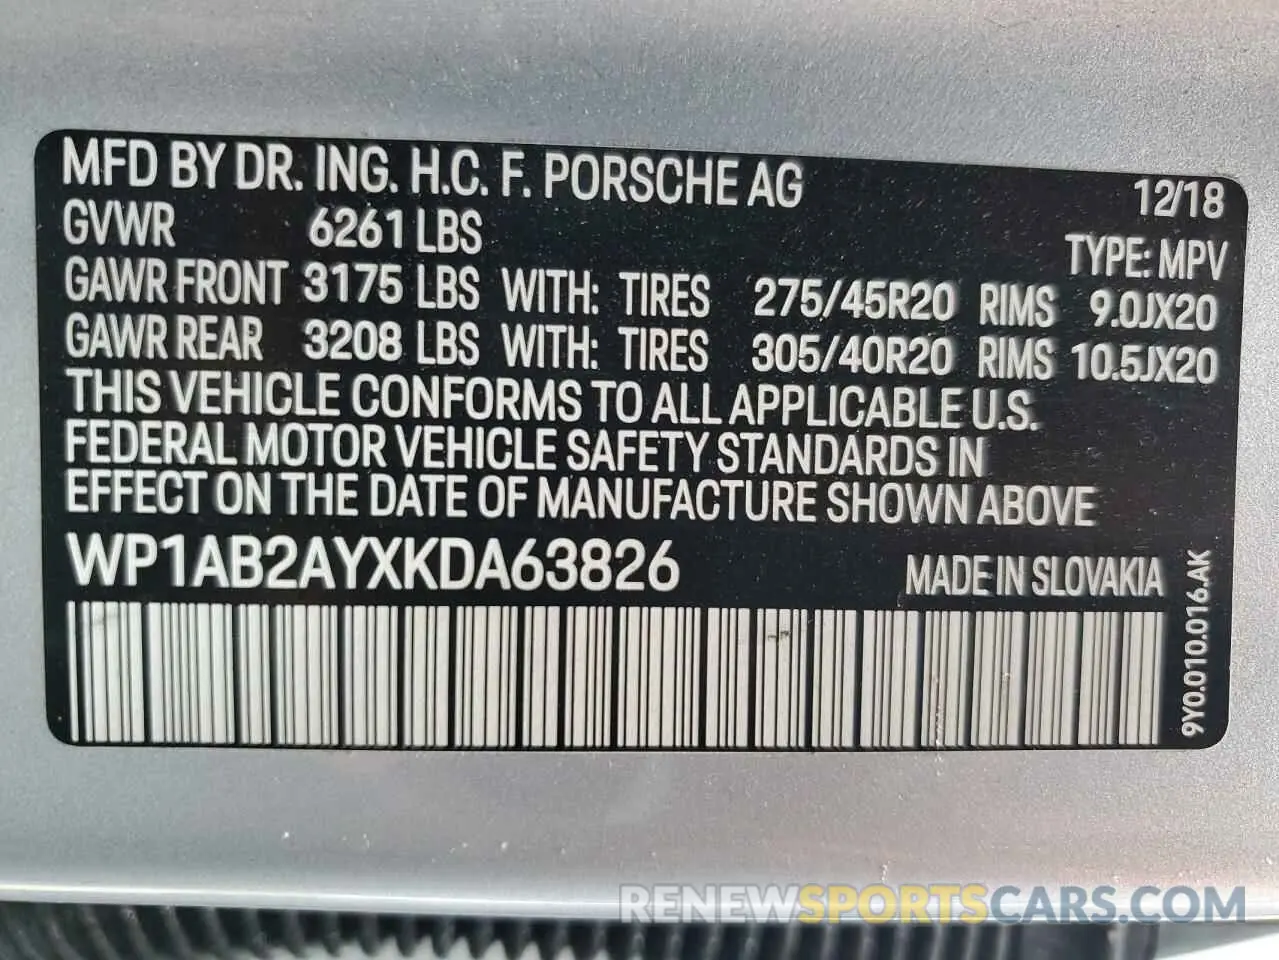 MFD BY DR. ING. H.C. F. PORSCHE AG 12/18
GVWR 6261 LBS TYPE: MPV
GAWR FRONT 3175 LBS WITH: TIRES 275/45R20 RIMS 9.0JX20
GAWR REAR 3208 LBS WITH: TIRES 305/40R20 RIMS 10.5JX20
THIS VEHICLE CONFORMS TO ALL APPLICABLE U.S.
FEDERAL MOTOR VEHICLE SAFETY STANDARDS IN
EFFECT ON THE DATE OF MANUFACTURE SHOWN ABOVE
WP1AB2AYXKDA63826 MADE IN SLOVAKIA
9Y0.010.016.AK
RENEWSPORTSCARS.COM